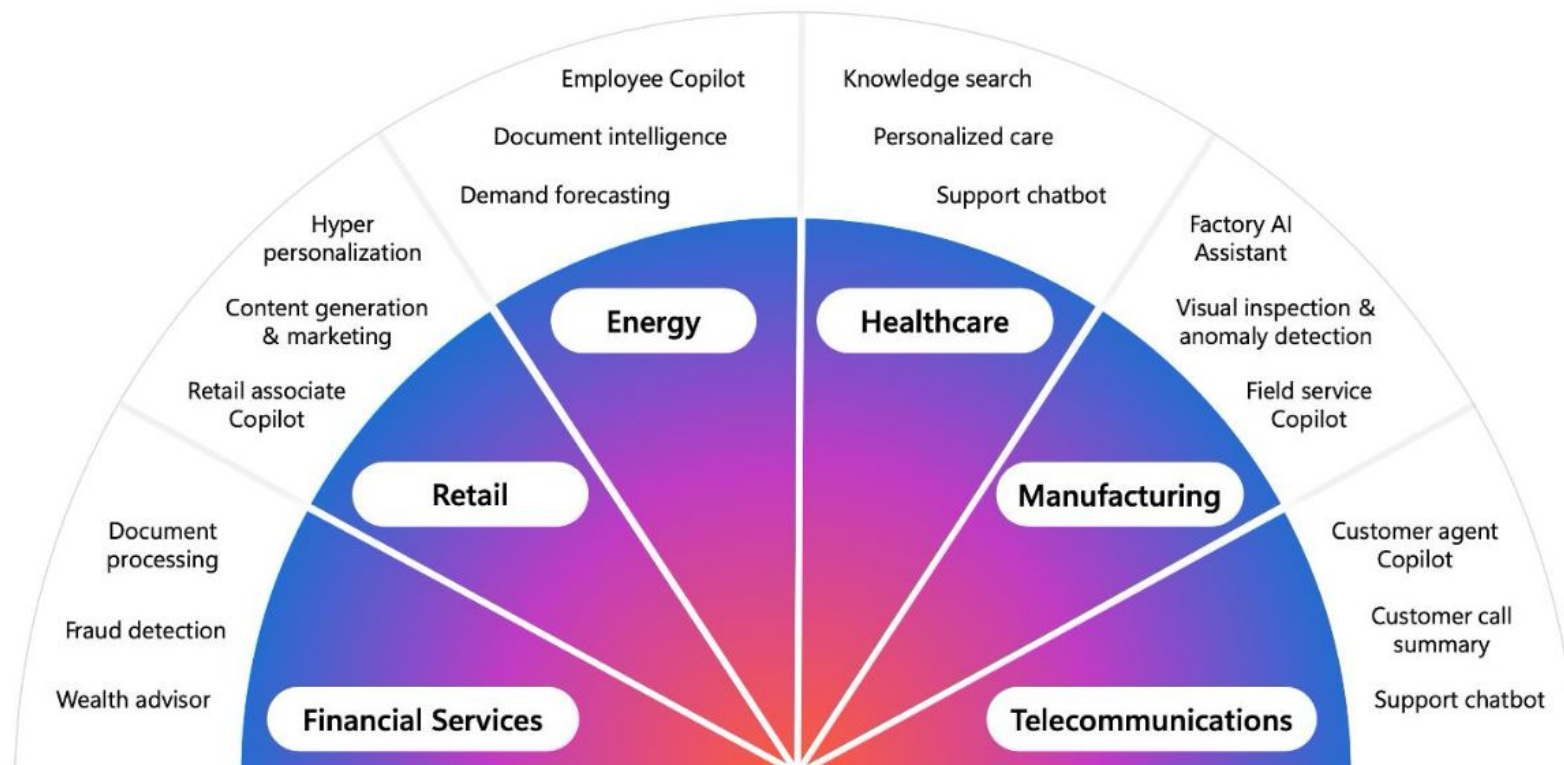 Employee Copilot
Document intelligence
Demand forecasting
Energy
Knowledge search
Personalized care
Support chatbot
Healthcare
Hyper
personalization
Content generation
& marketing
Retail associate
Copilot
Retail
Factory AI
Assistant
Visual inspection &
anomaly detection
Field service
Copilot
Manufacturing
Document
processing
Fraud detection
Wealth advisor
Financial Services
Customer agent
Copilot
Customer call
summary
Support chatbot
Telecommunications